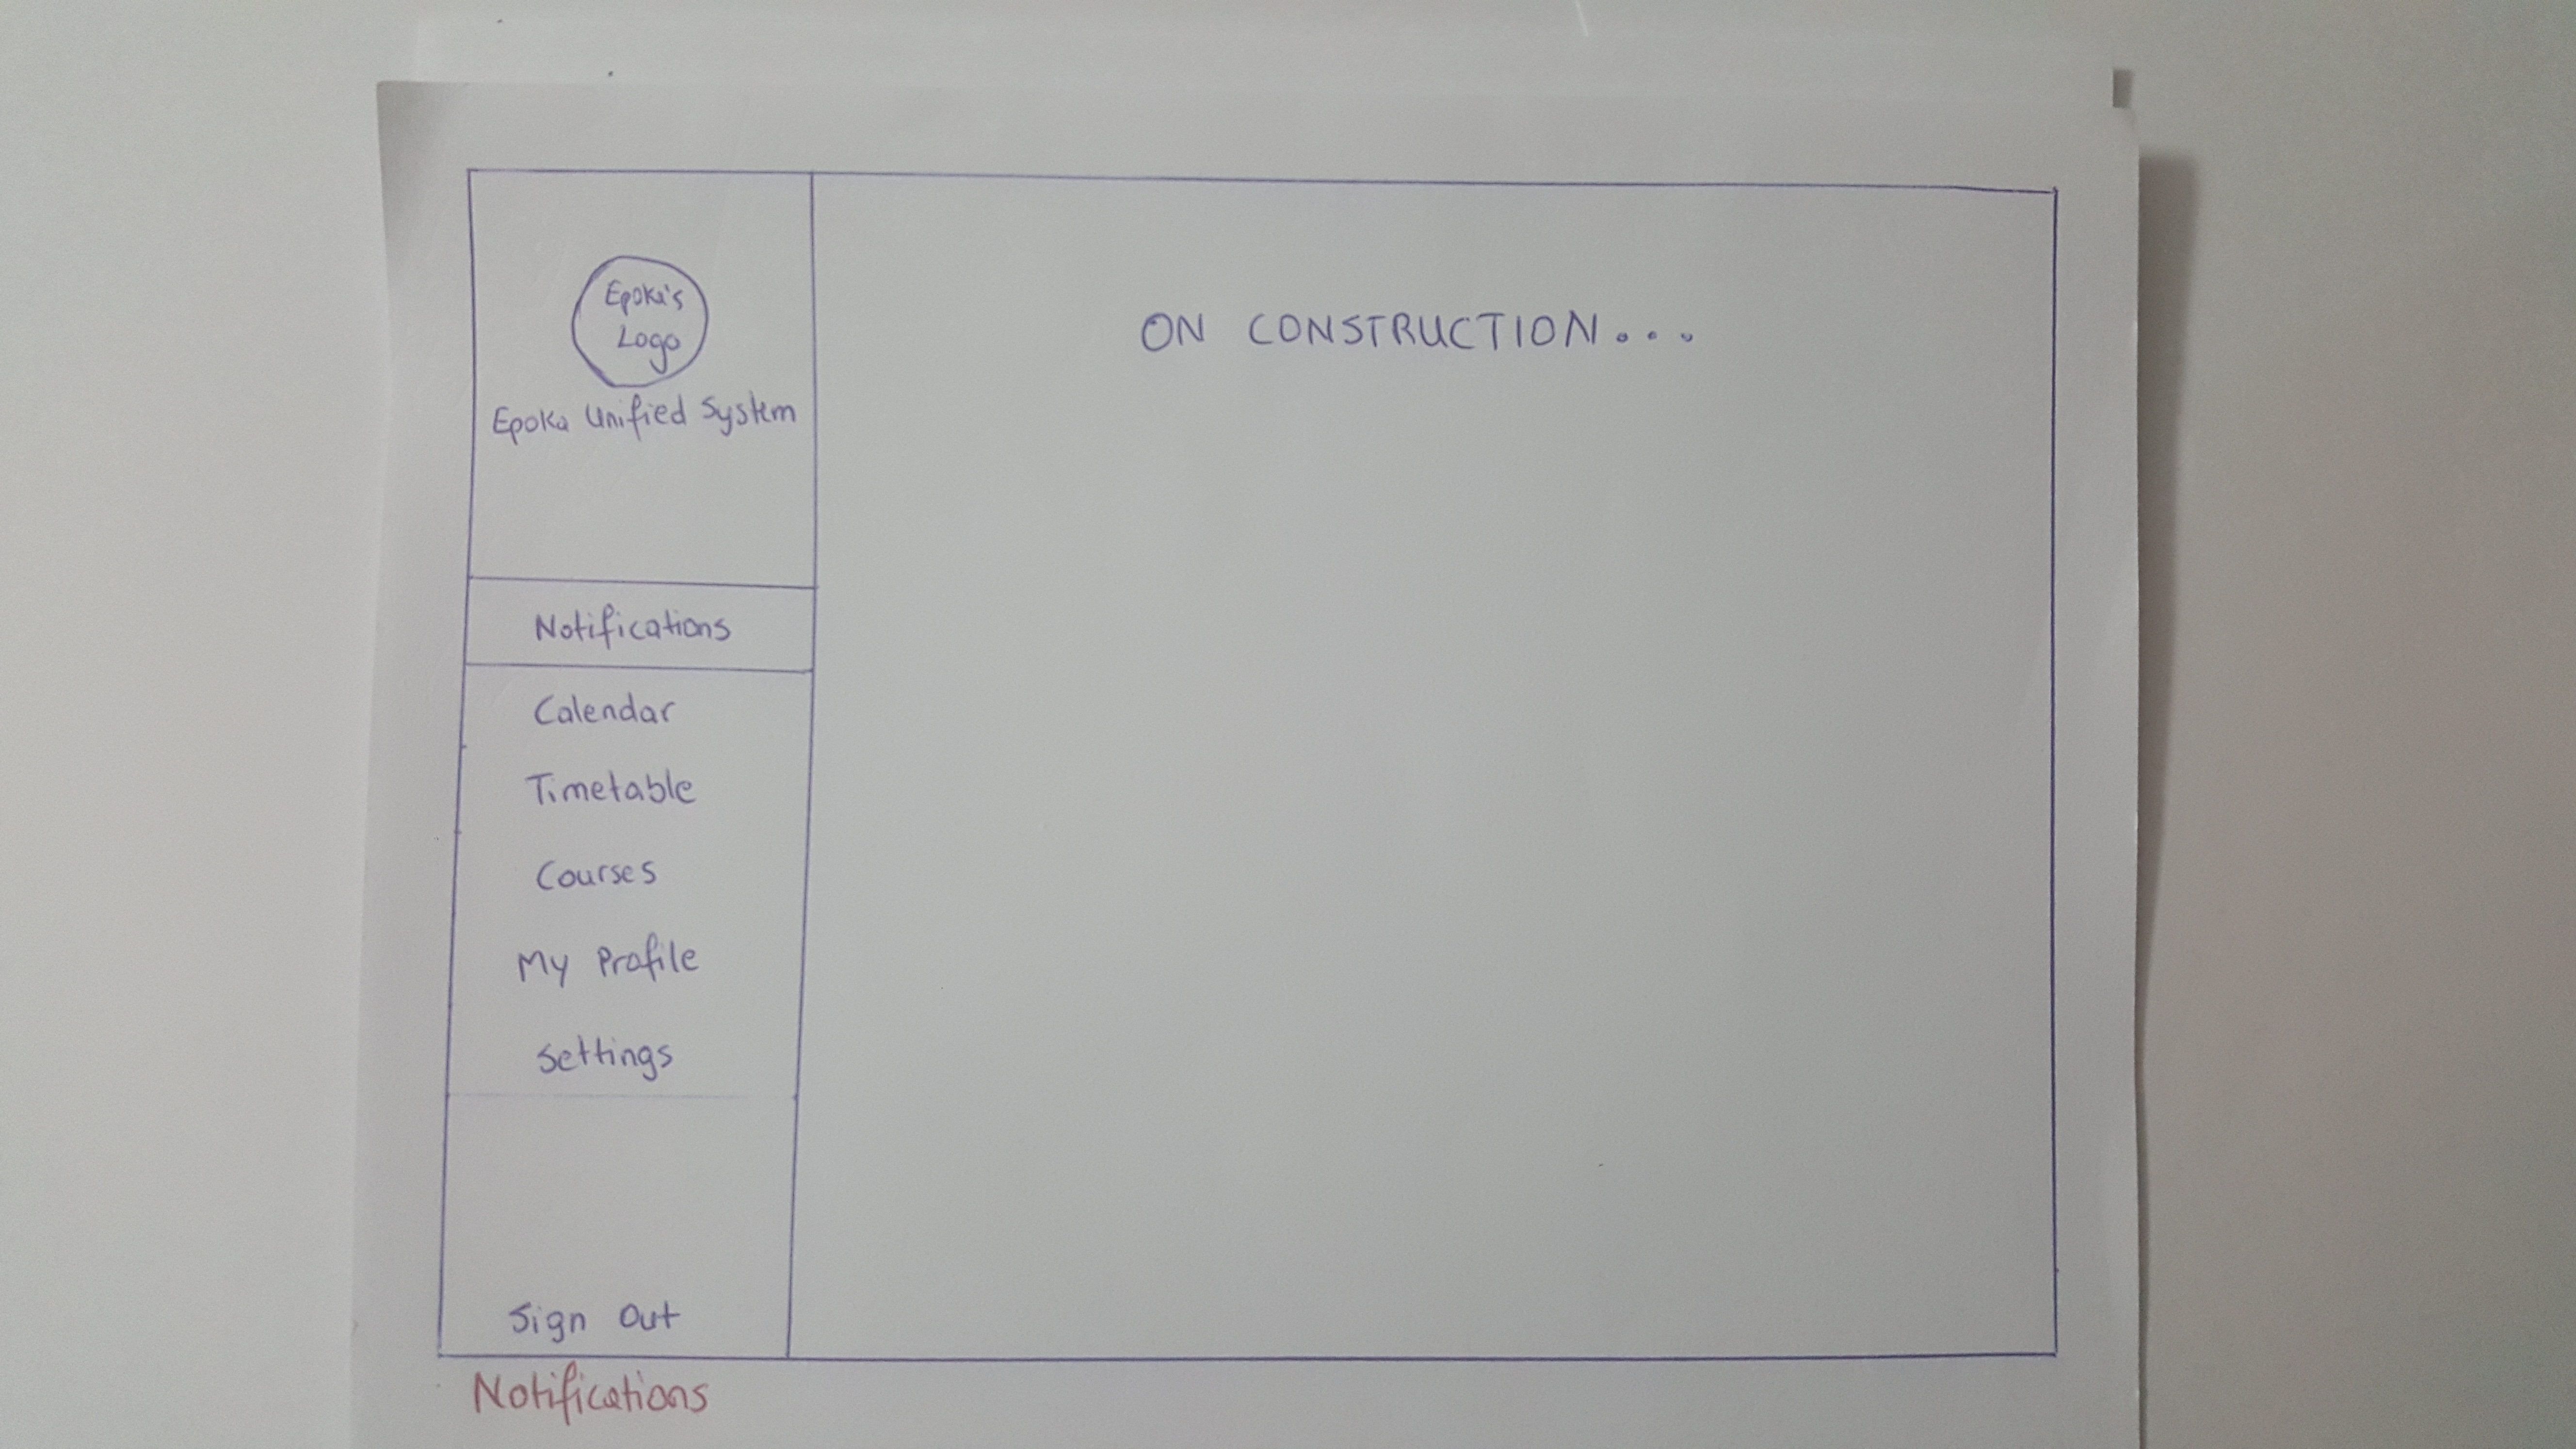 Epoka's
Logo
Epoka Unified System
Notifications
Calendar
Timetable
Courses
My Profile
Settings
Sign out
ON CONSTRUCTION...
Notifications